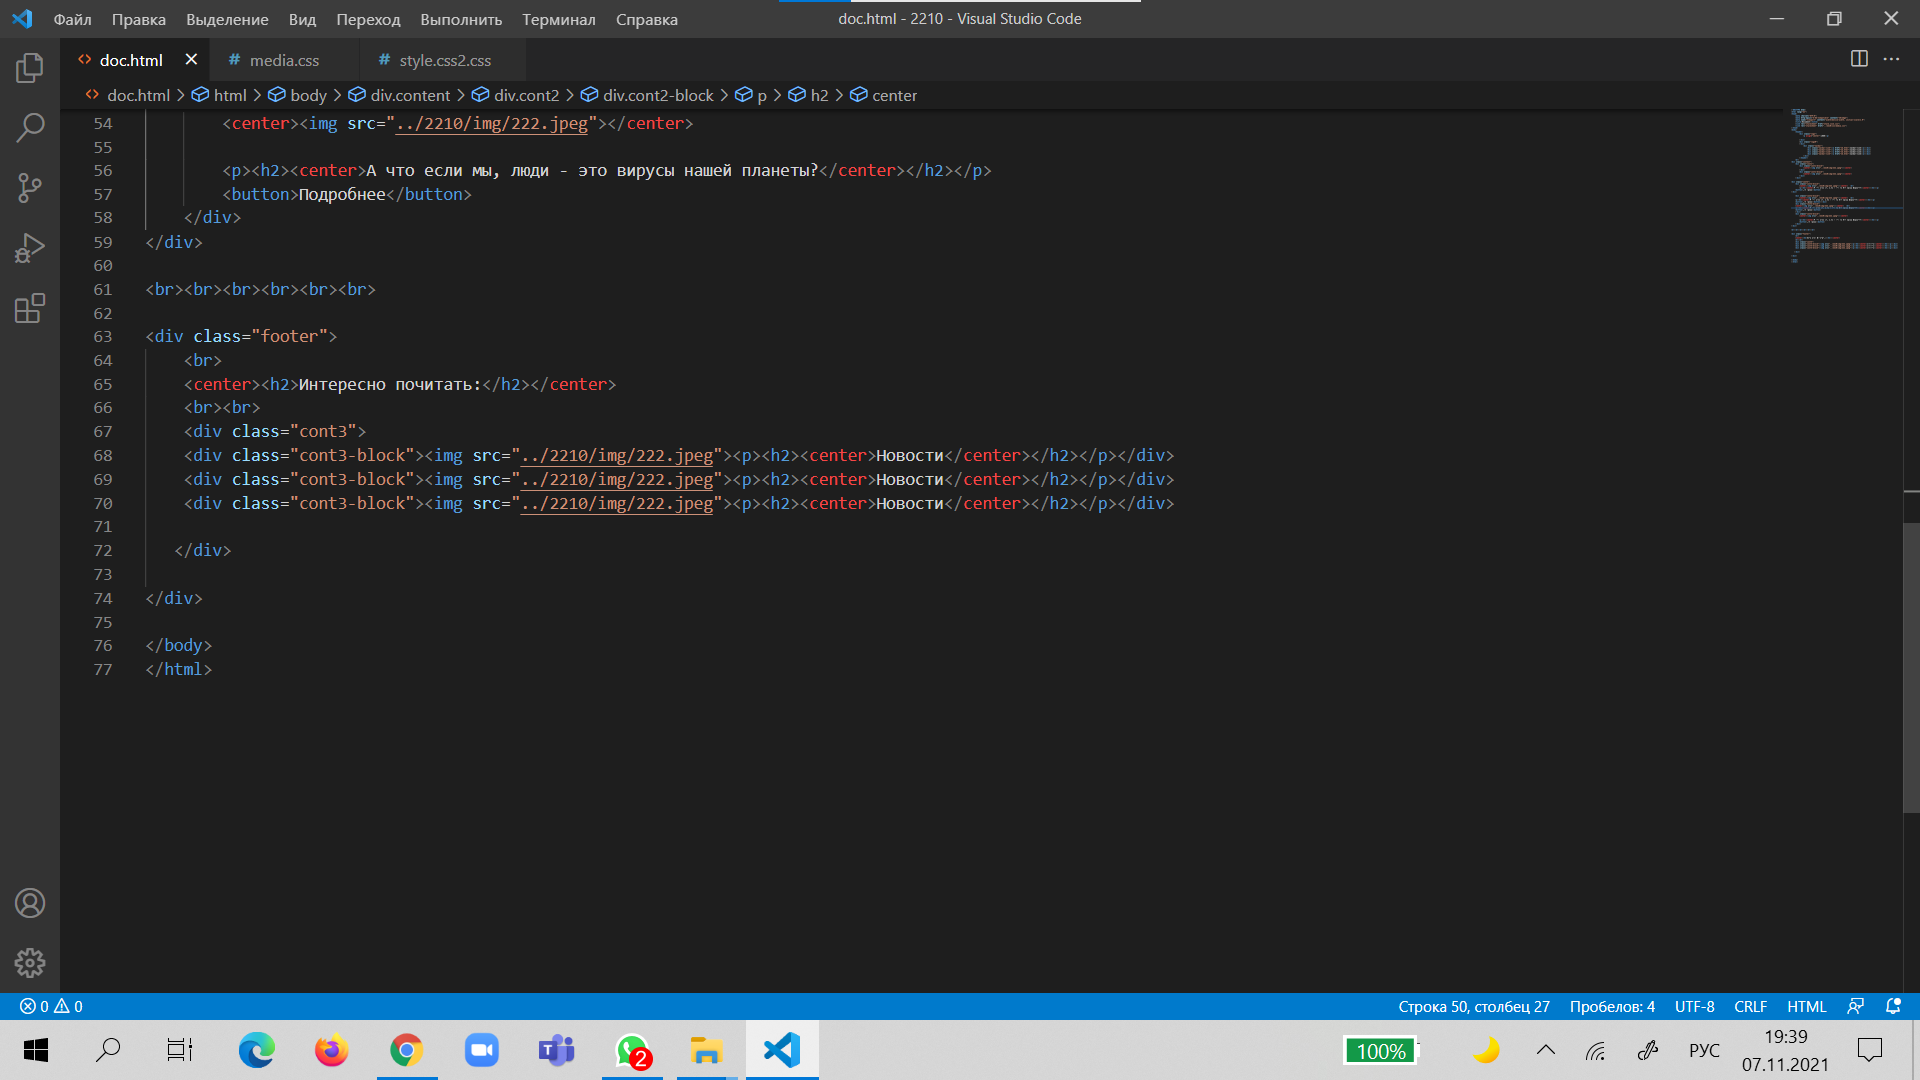 Файл Правка Выделение Вид Переход Выполнить Терминал Справка doc.html - 2210 - Visual Studio Code
doc.html media.css style.css2.css
doc.html > html > body > div.content > div.cont2 > div.cont2-block > p > h2 > center
54 <center><img src="../2210/img/222.jpeg"></center>
55
56 <p><h2><center>А что если мы, люди - это вирусы нашей планеты?</center></h2></p>
57 <button>Подробнее</button>
58 </div>
59 </div>
60
61 <br><br><br><br><br><br>
62
63 <div class="footer">
64 <br>
65 <center><h2>Интересно почитать:</h2></center>
66 <br><br>
67 <div class="cont3">
68 <div class="cont3-block"><img src="../2210/img/222.jpeg"><p><h2><center>Новости</center></h2></p></div>
69 <div class="cont3-block"><img src="../2210/img/222.jpeg"><p><h2><center>Новости</center></h2></p></div>
70 <div class="cont3-block"><img src="../2210/img/222.jpeg"><p><h2><center>Новости</center></h2></p></div>
71
72 </div>
73
74 </div>
75
76 </body>
77 </html>
0 0 Строка 50, столбец 27 Пробелов: 4 UTF-8 CRLF HTML
2 100% РУС 19:39
07.11.2021